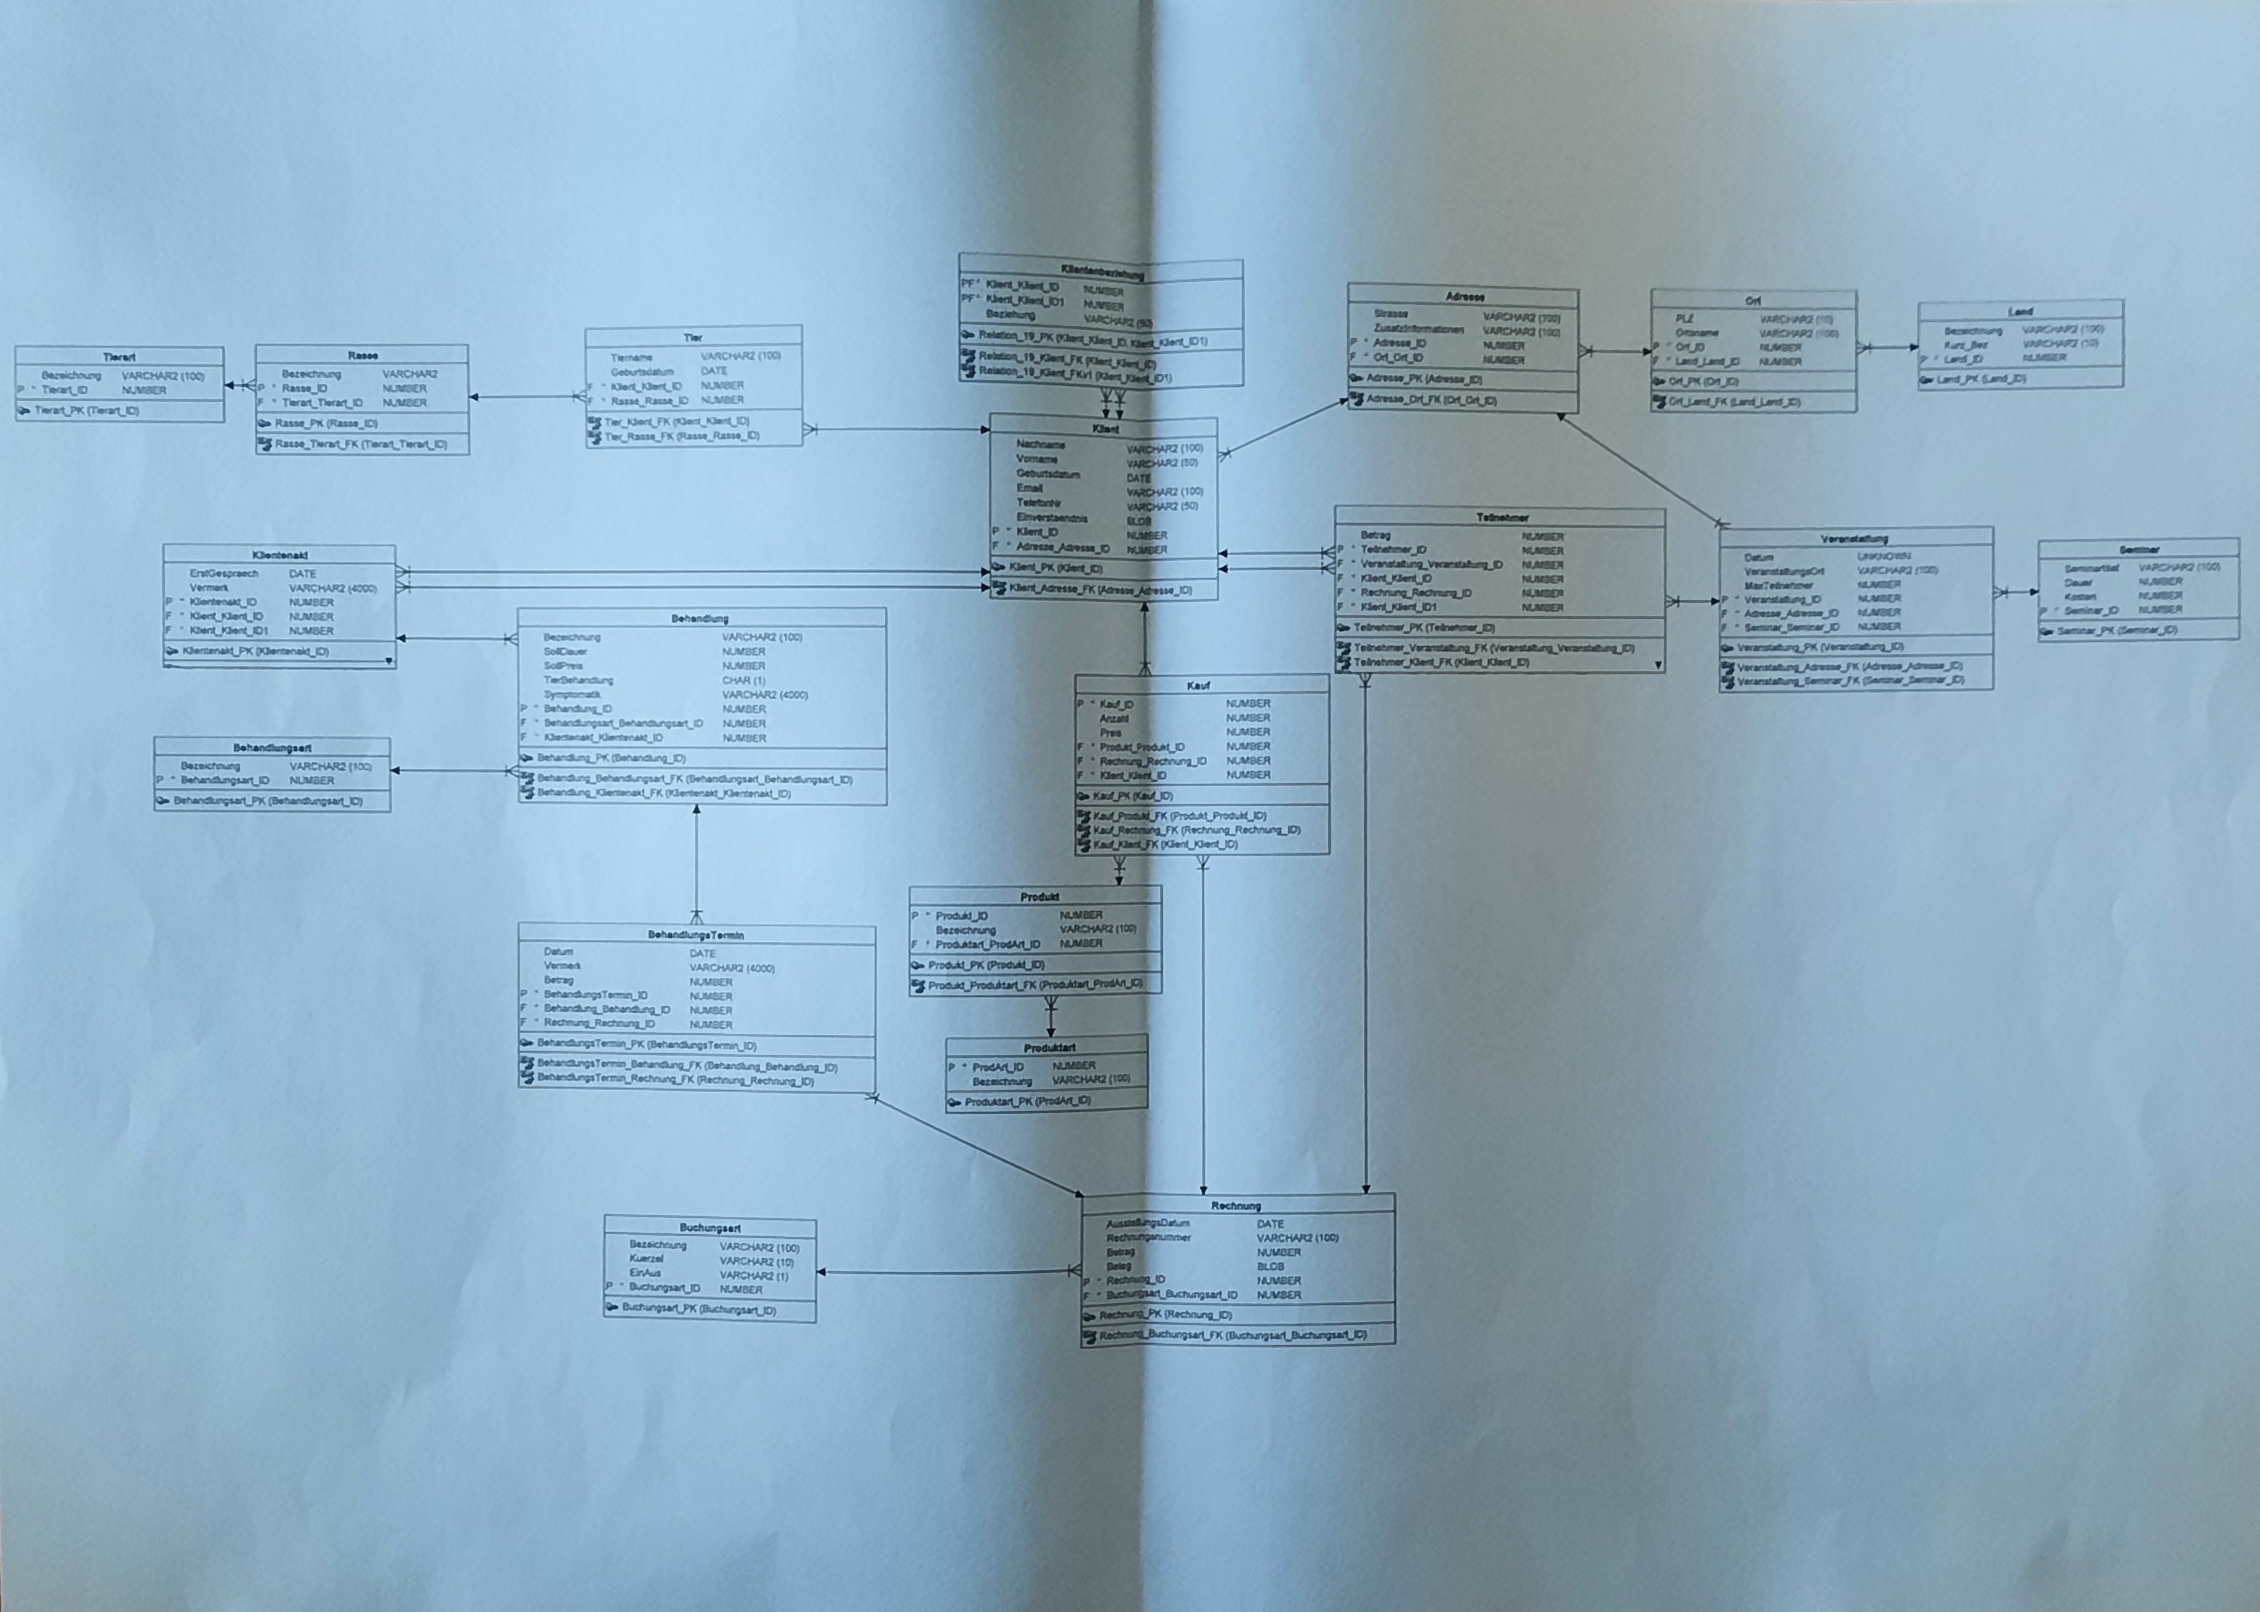 Tierart
Bezeichnung VARCHAR2 (100)
P * Tierart_ID NUMBER
Tierart_PK (Tierart_ID)
Rasse
Bezeichnung VARCHAR2
P * Rasse_ID NUMBER
F * Tierart_Tierart_ID NUMBER
Rasse_PK (Rasse_ID)
Rasse_Tierart_FK (Tierart_Tierart_ID)
Tier
Tiername VARCHAR2 (100)
Geburtsdatum DATE
F * Klient_Klient_ID NUMBER
F * Rasse_Rasse_ID NUMBER
Tier_Klient_FK (Klient_Klient_ID)
Tier_Rasse_FK (Rasse_Rasse_ID)
Klientenbeziehung
PF * Klient_Klient_ID NUMBER
PF * Klient_Klient_ID1 NUMBER
Beziehung VARCHAR2 (50)
Relation_19_PK (Klient_Klient_ID, Klient_Klient_ID1)
Relation_19_Klient_FK (Klient_Klient_ID)
Relation_19_Klient_FKv1 (Klient_Klient_ID1)
Adresse
Strasse VARCHAR2 (100)
Zusatzinformationen VARCHAR2 (100)
P * Adresse_ID NUMBER
F * Ort_Ort_ID NUMBER
Adresse_PK (Adresse_ID)
Adresse_Ort_FK (Ort_Ort_ID)
Ort
PLZ VARCHAR2 (10)
Ortsname VARCHAR2 (100)
P * Ort_ID NUMBER
F * Land_Land_ID NUMBER
Ort_PK (Ort_ID)
Ort_Land_FK (Land_Land_ID)
Land
Bezeichnung VARCHAR2 (100)
Kurz_Bez VARCHAR2 (10)
P * Land_ID NUMBER
Land_PK (Land_ID)
Klient
Nachname VARCHAR2 (100)
Vorname VARCHAR2 (50)
Geburtsdatum DATE
Email VARCHAR2 (100)
TelefonNr VARCHAR2 (50)
Einverstaendnis BLOB
P * Klient_ID NUMBER
F * Adresse_Adresse_ID NUMBER
Klient_PK (Klient_ID)
Klient_Adresse_FK (Adresse_Adresse_ID)
Klientenakt
ErstGespraech DATE
Vermerk VARCHAR2 (4000)
P * Klientenakt_ID NUMBER
F * Klient_Klient_ID NUMBER
F * Klient_Klient_ID1 NUMBER
Klientenakt_PK (Klientenakt_ID)
Teilnehmer
Betrag NUMBER
P * Teilnehmer_ID NUMBER
F * Veranstaltung_Veranstaltung_ID NUMBER
F * Klient_Klient_ID NUMBER
F * Rechnung_Rechnung_ID NUMBER
F * Klient_Klient_ID1 NUMBER
Teilnehmer_PK (Teilnehmer_ID)
Teilnehmer_Veranstaltung_FK (Veranstaltung_Veranstaltung_ID)
Teilnehmer_Klient_FK (Klient_Klient_ID)
Veranstaltung
Datum UNKNOWN
VeranstaltungsOrt VARCHAR2 (100)
MaxTeilnehmer NUMBER
P * Veranstaltung_ID NUMBER
F * Adresse_Adresse_ID NUMBER
F * Seminar_Seminar_ID NUMBER
Veranstaltung_PK (Veranstaltung_ID)
Veranstaltung_Adresse_FK (Adresse_Adresse_ID)
Veranstaltung_Seminar_FK (Seminar_Seminar_ID)
Seminar
Seminartitel VARCHAR2 (100)
Dauer NUMBER
Kosten NUMBER
P * Seminar_ID NUMBER
Seminar_PK (Seminar_ID)
Behandlung
Bezeichnung VARCHAR2 (100)
SollDauer NUMBER
SollPreis NUMBER
TierBehandlung CHAR (1)
Symptomatik VARCHAR2 (4000)
P * Behandlung_ID NUMBER
F * Behandlungsart_Behandlungsart_ID NUMBER
F * Klientenakt_Klientenakt_ID NUMBER
Behandlung_PK (Behandlung_ID)
Behandlung_Behandlungsart_FK (Behandlungsart_Behandlungsart_ID)
Behandlung_Klientenakt_FK (Klientenakt_Klientenakt_ID)
Behandlungsart
Bezeichnung VARCHAR2 (100)
P * Behandlungsart_ID NUMBER
Behandlungsart_PK (Behandlungsart_ID)
Kauf
P * Kauf_ID NUMBER
Anzahl NUMBER
Preis NUMBER
F * Produkt_Produkt_ID NUMBER
F * Rechnung_Rechnung_ID NUMBER
F * Klient_Klient_ID NUMBER
Kauf_PK (Kauf_ID)
Kauf_Produkt_FK (Produkt_Produkt_ID)
Kauf_Rechnung_FK (Rechnung_Rechnung_ID)
Kauf_Klient_FK (Klient_Klient_ID)
Produkt
P * Produkt_ID NUMBER
Bezeichnung VARCHAR2 (100)
F * Produktart_ProdArt_ID NUMBER
Produkt_PK (Produkt_ID)
Produkt_Produktart_FK (Produktart_ProdArt_ID)
BehandlungsTermin
Datum DATE
Vermerk VARCHAR2 (4000)
Betrag NUMBER
P * BehandlungsTermin_ID NUMBER
F * Behandlung_Behandlung_ID NUMBER
F * Rechnung_Rechnung_ID NUMBER
BehandlungsTermin_PK (BehandlungsTermin_ID)
BehandlungsTermin_Behandlung_FK (Behandlung_Behandlung_ID)
BehandlungsTermin_Rechnung_FK (Rechnung_Rechnung_ID)
Produktart
P * ProdArt_ID NUMBER
Bezeichnung VARCHAR2 (100)
Produktart_PK (ProdArt_ID)
Buchungsart
Bezeichnung VARCHAR2 (100)
Kuerzel VARCHAR2 (10)
EinAus VARCHAR2 (1)
P * Buchungsart_ID NUMBER
Buchungsart_PK (Buchungsart_ID)
Rechnung
AusstellungsDatum DATE
Rechnungsnummer VARCHAR2 (100)
Betrag NUMBER
Beleg BLOB
P * Rechnung_ID NUMBER
F * Buchungsart_Buchungsart_ID NUMBER
Rechnung_PK (Rechnung_ID)
Rechnung_Buchungsart_FK (Buchungsart_Buchungsart_ID)